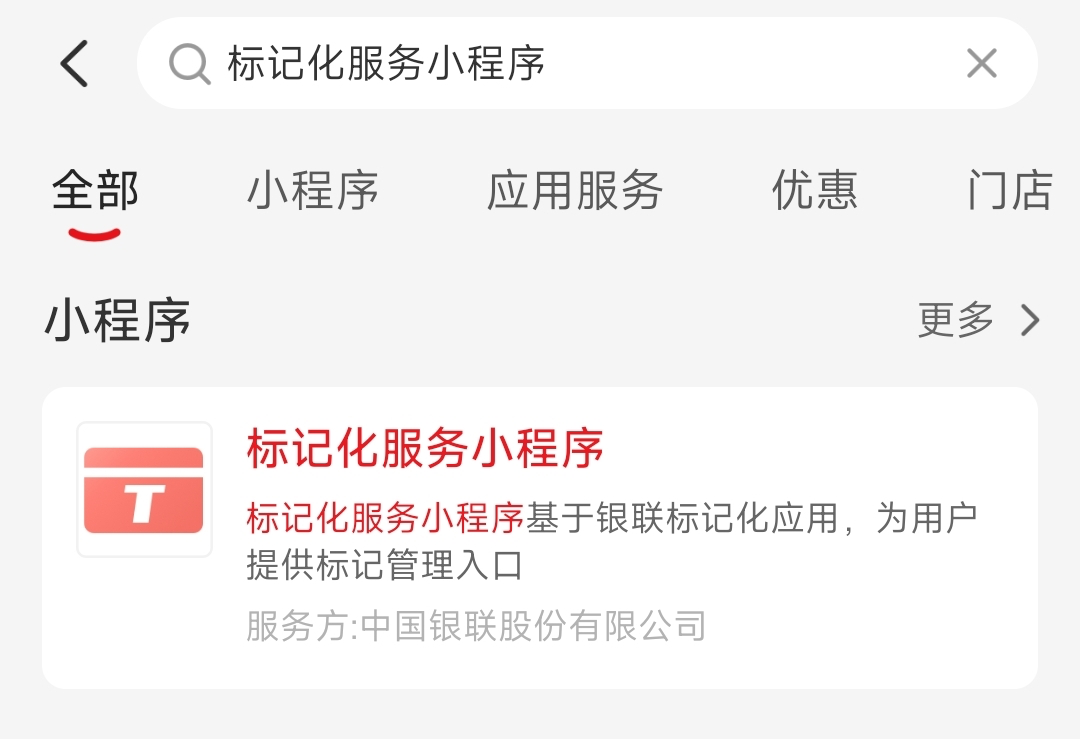 标记化服务小程序
全部 小程序 应用服务 优惠 门店
小程序 更多
T
标记化服务小程序
标记化服务小程序基于银联标记化应用，为用户
提供标记管理入口
服务方:中国银联股份有限公司